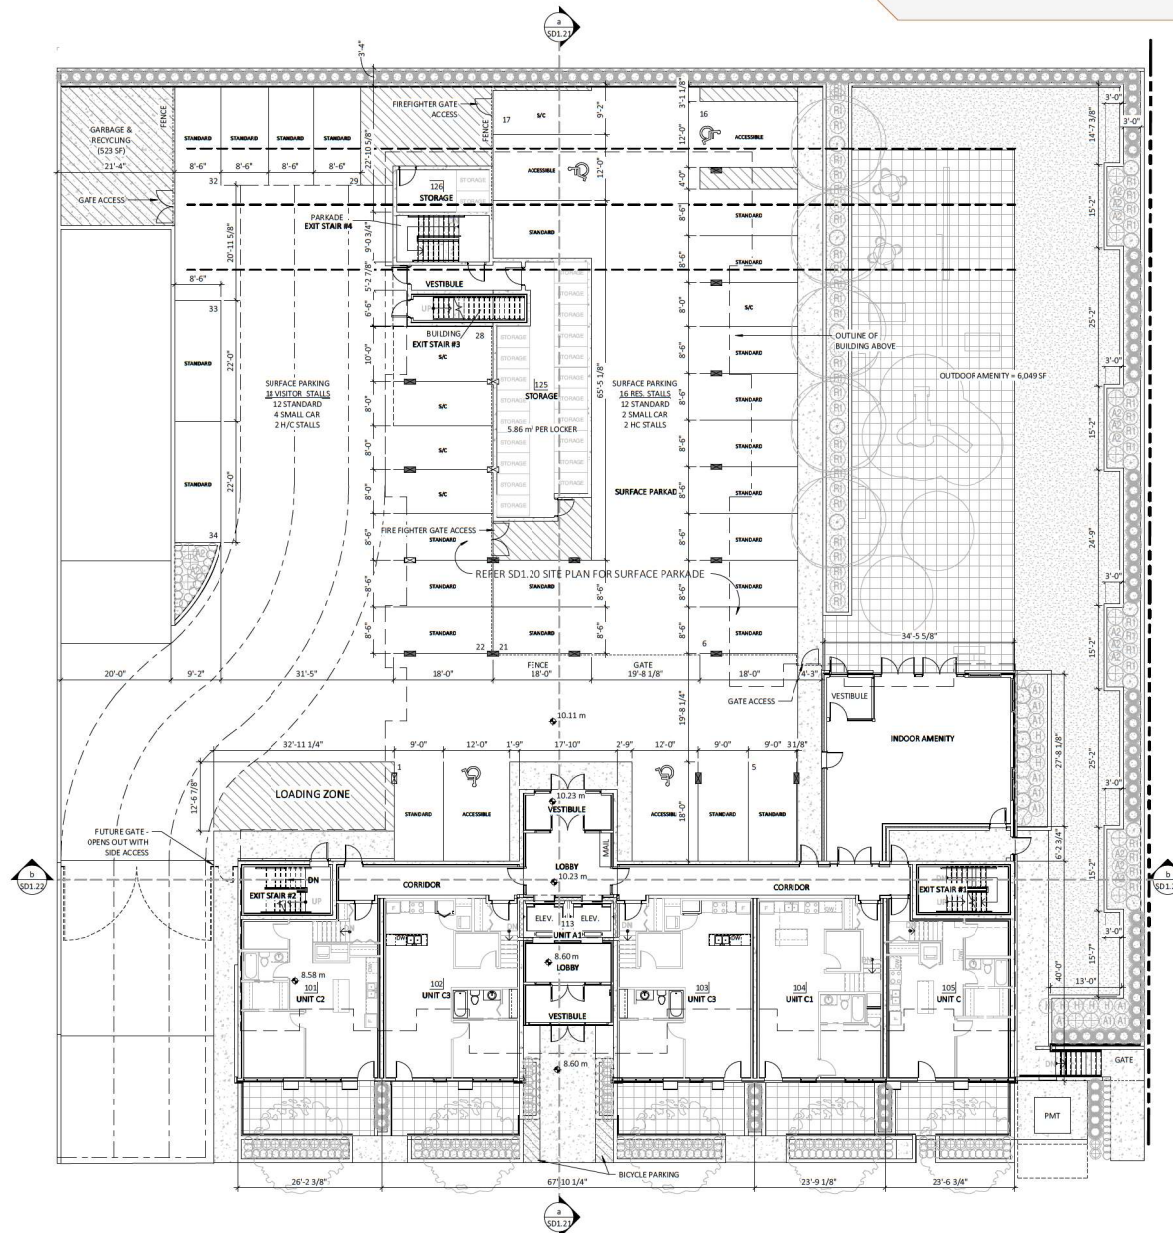 a
SD1.21
3'-4"
FIREFIGHTER GATE
ACCESS
FENCE
FENCE
GARBAGE &
RECYCLING
(523 SF)
21'-4"
GATE ACCESS
STANDARD
STANDARD
STANDARD
STANDARD
8'-6"
8'-6"
8'-6"
8'-6"
32
29
22'-10 5/8"
17
S/C
9'-2"
ACCESSIBLE
12'-0"
STANDARD
3'-1 1/8"
16
12'-0"
ACCESSIBLE
4'-0"
3'-0"
14'-7 3/8"
3'-0"
126
STORAGE
STORAGE
STORAGE
PARKADE
EXIT STAIR #4
9'-0 3/4"
20'-11 5/8"
8'-6"
5'-2 7/8"
VESTIBULE
6'-6"
UP
BUILDING
EXIT STAIR #3
28
S/C
10'-0"
33
STANDARD
22'-0"
STANDARD
22'-0"
34
SURFACE PARKING
11 VISITOR STALLS
12 STANDARD
4 SMALL CAR
2 H/C STALLS
8'-0"
S/C
8'-0"
S/C
8'-0"
S/C
FIRE FIGHTER GATE ACCESS
8'-6"
STANDARD
8'-6"
STANDARD
8'-6"
STANDARD
22
21
STANDARD
STANDARD
STORAGE
STORAGE
STORAGE
STORAGE
STORAGE
STORAGE
125
STORAGE
5.86 m² PER LOCKER
65'-5 1/8"
SURFACE PARKING
16 RES. STALLS
12 STANDARD
2 SMALL CAR
2 HC STALLS
SURFACE PARKAD
REFER SD1.20 SITE PLAN FOR SURFACE PARKADE
8'-6"
STANDARD
8'-6"
STANDARD
8'-0"
S/C
8'-6"
STANDARD
8'-6"
STANDARD
8'-6"
STANDARD
8'-6"
STANDARD
8'-6"
STANDARD
8'-6"
STANDARD
8'-6"
STANDARD
6
OUTLINE OF
BUILDING ABOVE
OUTDOOR AMENITY = 6,049 SF
15'-2"
25'-2"
3'-0"
15'-2"
24'-9"
3'-0"
15'-2"
25'-2"
3'-0"
15'-2"
3'-0"
15'-7"
20'-0"
9'-2"
31'-5"
18'-0"
FENCE
18'-0"
GATE
19'-8 1/8"
18'-0"
4'-3"
34'-5 5/8"
GATE ACCESS
VESTIBULE
INDOOR AMENITY
27'-8 1/8"
6'-2 3/4"
10.11 m
19'-8 1/4"
32'-11 1/4"
9'-0"
12'-0"
1'-9"
17'-10"
2'-9"
12'-0"
9'-0"
9'-0"
3 1/8"
12'-6 7/8"
LOADING ZONE
1
STANDARD
ACCESSIBLE
10.23 m
VESTIBULE
MAIL
ACCESSIBLE
18'-0"
STANDARD
STANDARD
5
FUTURE GATE -
OPENS OUT WITH
SIDE ACCESS
b
SD1.22
b
DN
EXIT STAIR #2
UP
CORRIDOR
LOBBY
10.23 m
CORRIDOR
EXIT STAIR #1
ELEV.
ELEV.
113
UNIT A1
8.60 m
LOBBY
VESTIBULE
8.60 m
8.58 m
101
UNIT C2
102
UNIT C3
103
UNIT C3
104
UNIT C1
105
UNIT C
40'-0"
13'-0"
DN
GATE
PMT
BICYCLE PARKING
26'-2 3/8"
67'-10 1/4"
23'-9 1/8"
23'-6 3/4"
a
SD1.21